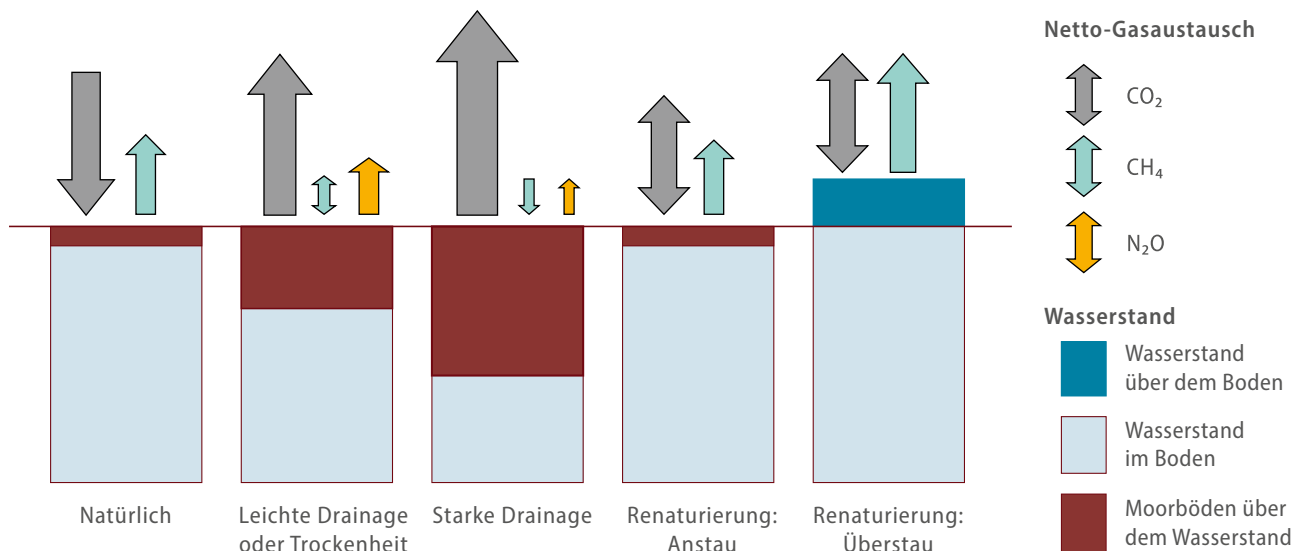 Netto-Gasaustausch
CO₂
CH₄
N₂O
Wasserstand
Wasserstand
über dem Boden
Wasserstand
im Boden
Moorböden über
dem Wasserstand
Natürlich
Leichte Drainage
oder Trockenheit
Starke Drainage
Renaturierung:
Anstau
Renaturierung:
Überstau